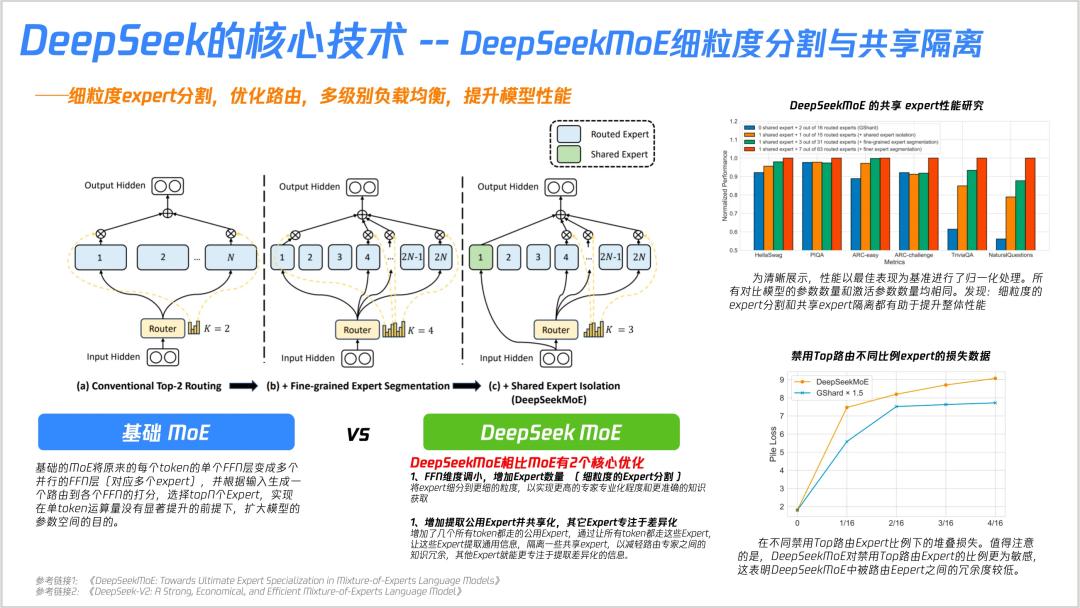 DeepSeek的核心技术 -- DeepSeekMoE细粒度分割与共享隔离
——细粒度expert分割，优化路由，多级别负载均衡，提升模型性能
Routed Expert
Shared Expert
Output Hidden
1
2
...
N
Router
K = 2
Input Hidden
(a) Conventional Top-2 Routing
Output Hidden
1
2
3
4
...
2N-1
2N
Router
K = 4
Input Hidden
(b) + Fine-grained Expert Segmentation
Output Hidden
1
2
3
4
...
2N-1
2N
Router
K = 3
Input Hidden
(c) + Shared Expert Isolation
(DeepSeekMoE)
基础 MoE
VS
DeepSeek MoE
基础的MoE将原来的每个token的单个FFN层变成多个
并行的FFN层〔对应多个expert〕，并根据输入生成一
个路由到各个FFN的打分，选择topN个Expert，实现
在单token运算量没有显著提升的前提下，扩大模型的
参数空间的目的。
DeepSeekMoE相比MoE有2个核心优化
1、FFN维度调小，增加Expert数量 〔 细粒度的Expert分割 〕
将expert细分到更细的粒度，以实现更高的专家专业化程度和更准确的知识
获取
1、增加提取公用Expert并共享化，其它Expert专注于差异化
增加了几个所有token都走的公用Expert，通过让所有token都走这些Expert，
让这些Expert提取通用信息，隔离一些共享expert，以减轻路由专家之间的
知识冗余，其他Expert就能更专注于提取差异化的信息。
参考链接1: 《DeepSeekMoE: Towards Ultimate Expert Specialization in Mixture-of-Experts Language Models》
参考链接2: 《DeepSeek-V2: A Strong, Economical, and Efficient Mixture-of-Experts Language Model》
DeepSeekMoE 的共享 expert性能研究
0 shared expert + 2 out of 16 routed experts (GShard)
1 shared expert + 1 out of 15 routed experts (+ shared expert isolation)
1 shared expert + 3 out of 31 routed experts (+ fine-grained expert segmentation)
1 shared expert + 7 out of 63 routed experts (+ finer expert segmentation)
Normalized Performance
1.2
1.1
1.0
0.9
0.8
0.7
0.6
0.5
HellaSwag
PIQA
ARC-easy
ARC-challenge
TriviaQA
NaturalQuestions
Metrics
为清晰展示，性能以最佳表现为基准进行了归一化处理。所
有对比模型的参数数量和激活参数数量均相同。发现：细粒度的
expert分割和共享expert隔离都有助于提升整体性能
禁用Top路由不同比例expert的损失数据
DeepSeekMoE
GShard × 1.5
Pile Loss
9
8
7
6
5
4
3
2
0
1/16
2/16
3/16
4/16
在不同禁用Top路由Expert比例下的堆叠损失。值得注意
的是，DeepSeekMoE对禁用Top路由Expert的比例更为敏感，
这表明DeepSeekMoE中被路由Eepert之间的冗余度较低。